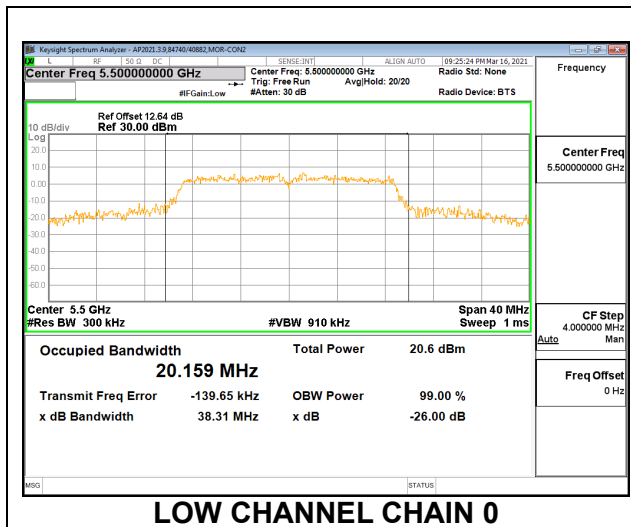 Keysight Spectrum Analyzer - AP2021.3.9,84740/40882,MOR-CON2
L RF 50 Ω DC SENSE:INT ALIGN AUTO 09:25:24 PM Mar 16, 2021
Center Freq 5.500000000 GHz
Center Freq: 5.500000000 GHz
Radio Std: None
Trig: Free Run Avg|Hold: 20/20
#IFGain:Low #Atten: 30 dB Radio Device: BTS
Frequency
Ref Offset 12.64 dB
10 dB/div Ref 30.00 dBm
Log
20.0
10.0
0.00
-10.0
-20.0
-30.0
-40.0
-50.0
-60.0
Center Freq
5.500000000 GHz
Center 5.5 GHz Span 40 MHz
#Res BW 300 kHz #VBW 910 kHz Sweep 1 ms
CF Step
4.000000 MHz
Auto Man
Occupied Bandwidth Total Power 20.6 dBm
20.159 MHz
Transmit Freq Error -139.65 kHz OBW Power 99.00 %
x dB Bandwidth 38.31 MHz x dB -26.00 dB
Freq Offset
0 Hz
MSG STATUS
LOW CHANNEL CHAIN 0